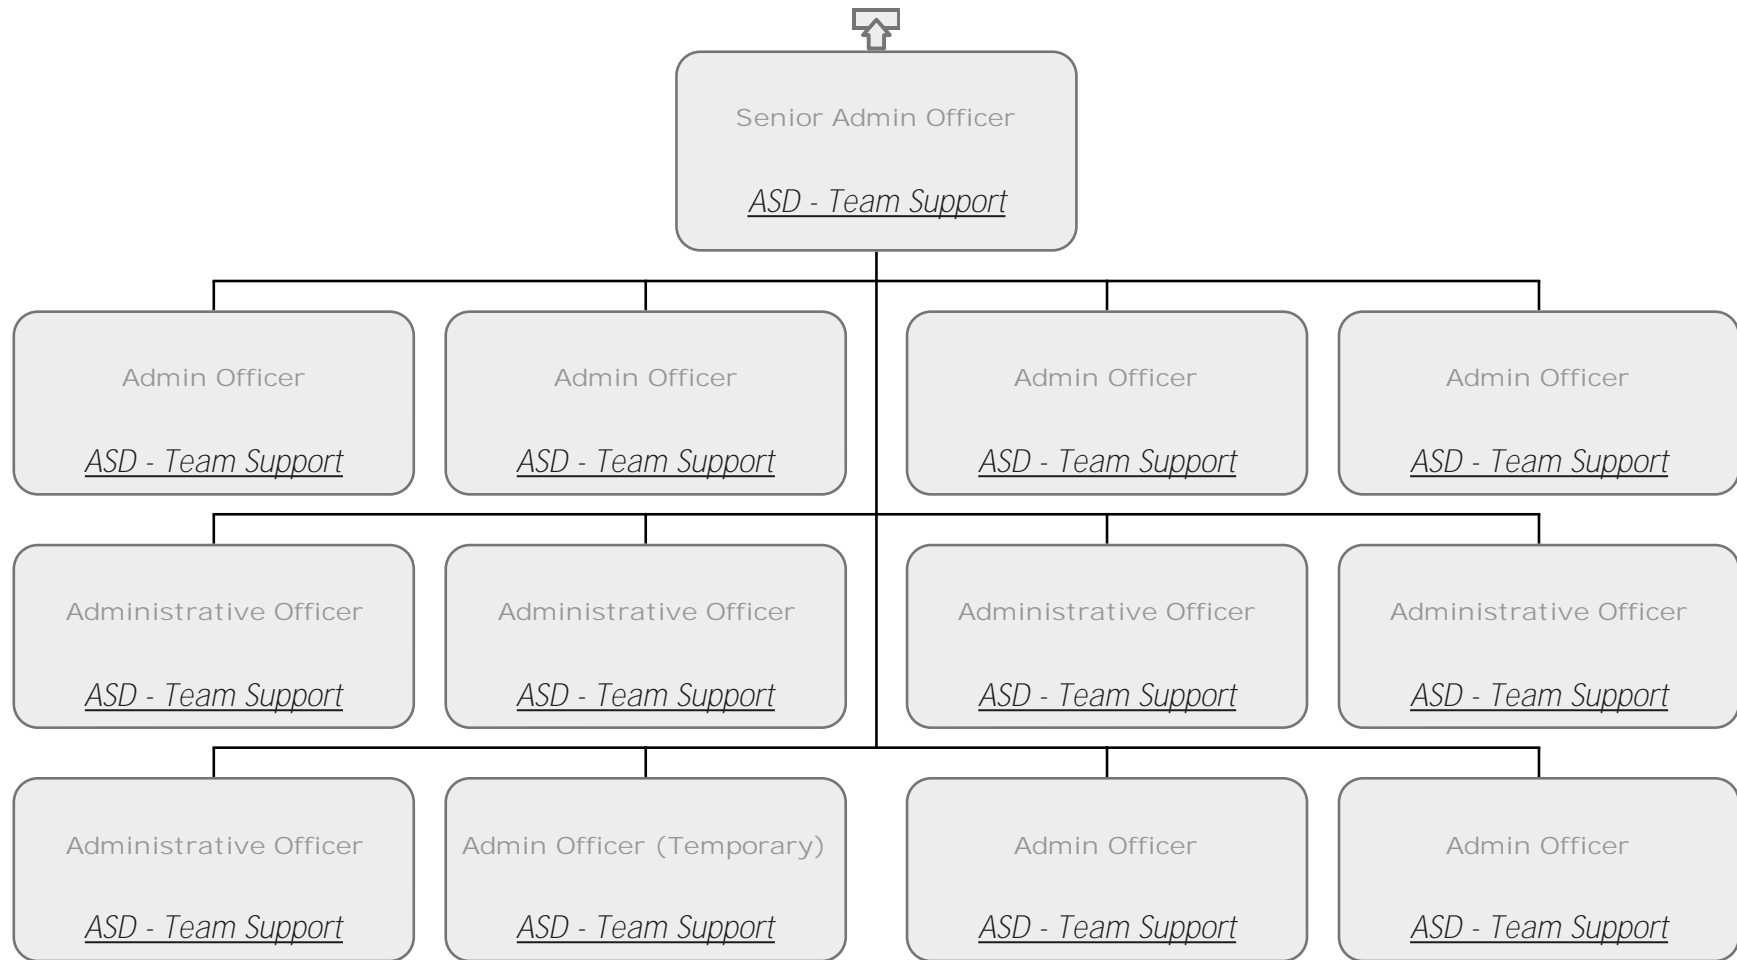 Senior Admin Officer
ASD - Team Support
Admin Officer
ASD - Team Support
Admin Officer
ASD - Team Support
Admin Officer
ASD - Team Support
Admin Officer
ASD - Team Support
Administrative Officer
ASD - Team Support
Administrative Officer
ASD - Team Support
Administrative Officer
ASD - Team Support
Administrative Officer
ASD - Team Support
Administrative Officer
ASD - Team Support
Admin Officer (Temporary)
ASD - Team Support
Admin Officer
ASD - Team Support
Admin Officer
ASD - Team Support